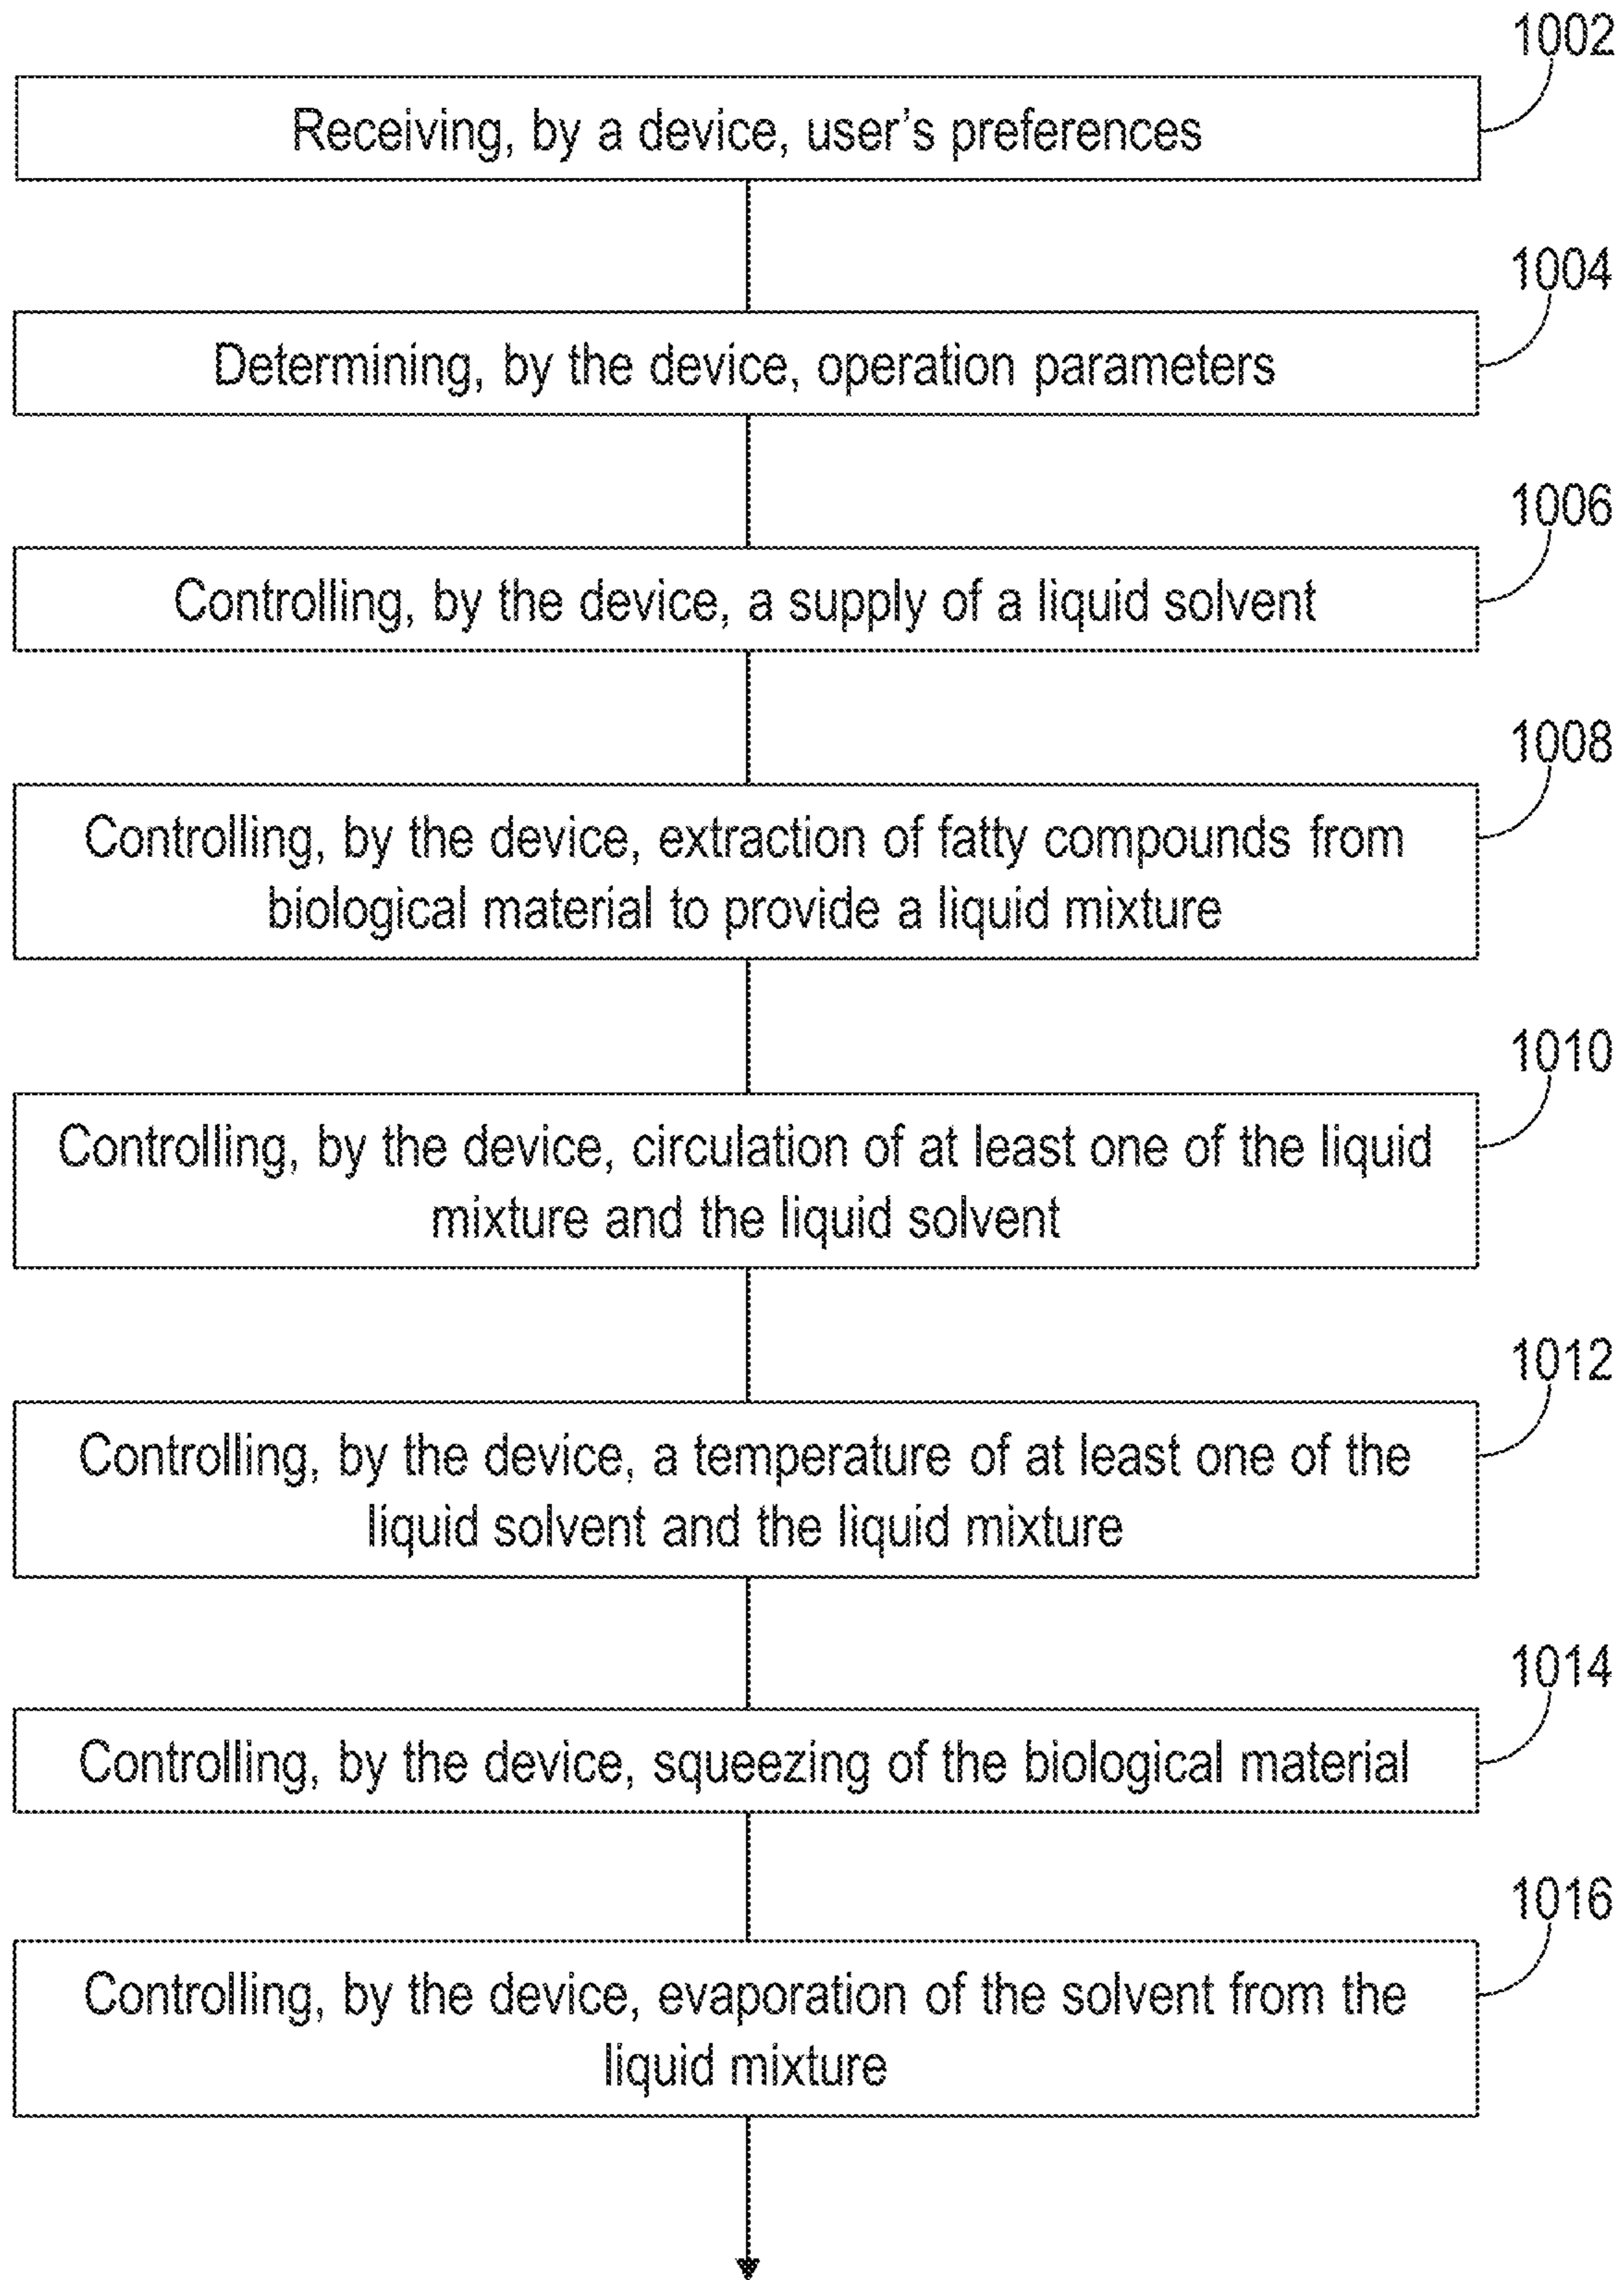 1002
Receiving, by a device, user's preferences
1004
Determining, by the device, operation parameters
1006
Controlling, by the device, a supply of a liquid solvent
1008
Controlling, by the device, extraction of fatty compounds from
biological material to provide a liquid mixture
1010
Controlling, by the device, circulation of at least one of the liquid
mixture and the liquid solvent
1012
Controlling, by the device, a temperature of at least one of the
liquid solvent and the liquid mixture
1014
Controlling, by the device, squeezing of the biological material
1016
Controlling, by the device, evaporation of the solvent from the
liquid mixture